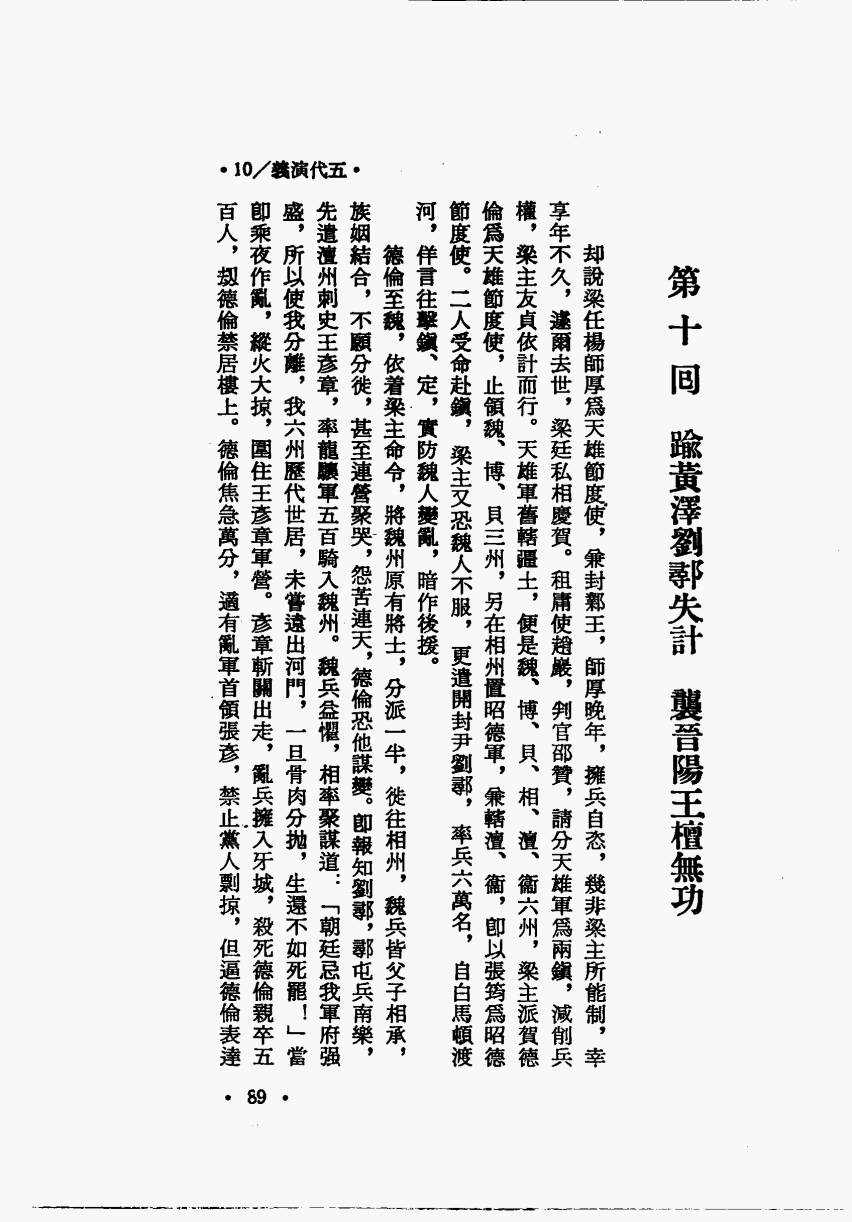 •10/義演代五•
第十回　踰黃澤劉鄩失計　襲晉陽王檀無功
却說梁任楊師厚爲天雄節度使，兼封鄴王，師厚晚年，擁兵自恣，幾非梁主所能制，幸
享年不久，遽爾去世，梁廷私相慶賀。租庸使趙巖，判官邵贊，請分天雄軍爲兩鎭，減削兵
權，梁主友貞依計而行。天雄軍舊轄疆土，便是魏、博、貝、相、澶、衞六州，梁主派賀德
倫爲天雄節度使，止領魏、博、貝三州，另在相州置昭德軍，兼轄澶、衞，卽以張筠爲昭德
節度使。二人受命赴鎭，梁主又恐魏人不服，更遣開封尹劉鄩，率兵六萬名，自白馬頓渡
河，佯言往擊鎭、定，實防魏人變亂，暗作後援。
德倫至魏，依着梁主命令，將魏州原有將士，分派一半，徙往相州，魏兵皆父子相承，
族姻結合，不願分徙，甚至連營聚哭，怨苦連天，德倫恐他謀變。卽報知劉鄩，鄩屯兵南樂，
先遣澶州刺史王彥章，率龍驤軍五百騎入魏州。魏兵益懼，相率聚謀道：「朝廷忌我軍府强
盛，所以使我分離，我六州歷代世居，未嘗遠出河門，一旦骨肉分拋，生還不如死罷！」當
卽乘夜作亂，縱火大掠，圍住王彥章軍營。彥章斬關出走，亂兵擁入牙城，殺死德倫親卒五
百人，刼德倫禁居樓上。德倫焦急萬分，適有亂軍首領張彥，禁止黨人剽掠，但逼德倫表達
• 89 •